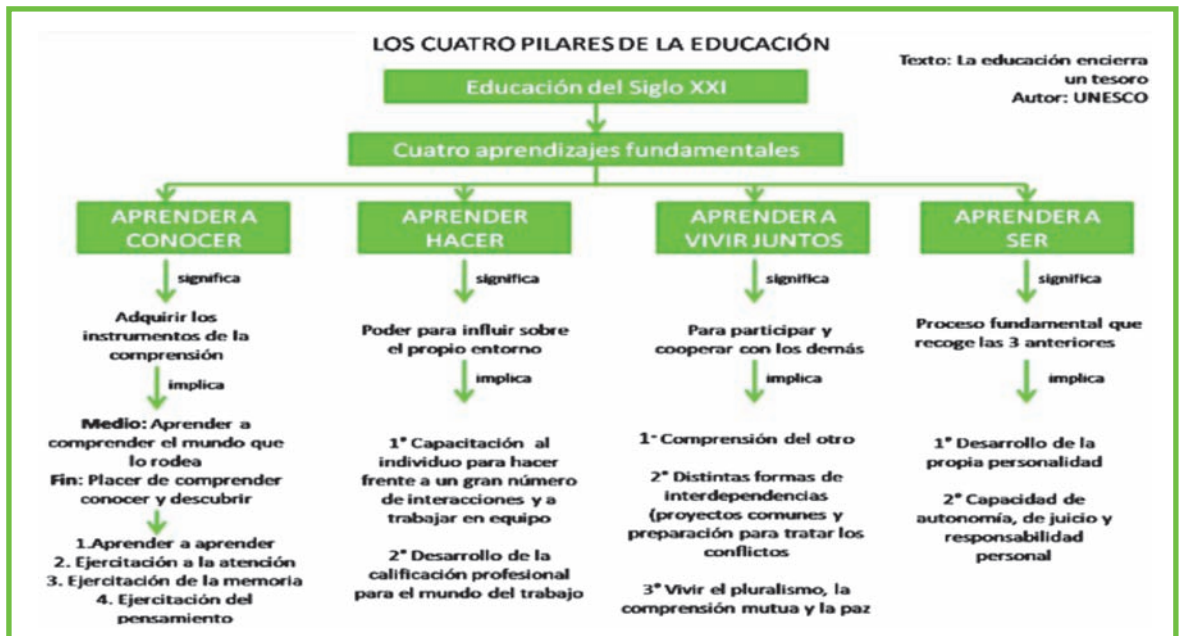 LOS CUATRO PILARES DE LA EDUCACIÓN
Texto: La educación encierra
un tesoro
Autor: UNESCO
Educación del Siglo XXI
Cuatro aprendizajes fundamentales
APRENDER A
CONOCER
significa
Adquirir los
instrumentos de la
comprensión
implica
Medio: Aprender a
comprender el mundo que
lo rodea
Fin: Placer de comprender
conocer y descubrir
1.Aprender a aprender
2. Ejercitación a la atención
3. Ejercitación de la memoria
4. Ejercitación del
pensamiento
APRENDER
HACER
significa
Poder para influir sobre
el propio entorno
implica
1° Capacitación al
individuo para hacer
frente a un gran número
de interacciones y a
trabajar en equipo
2° Desarrollo de la
calificación profesional
para el mundo del trabajo
APRENDER A
VIVIR JUNTOS
significa
Para participar y
cooperar con los demás
implica
1° Comprensión del otro
2° Distintas formas de
interdependencias
(proyectos comunes y
preparación para tratar los
conflictos
3° Vivir el pluralismo, la
comprensión mutua y la paz
APRENDER A
SER
significa
Proceso fundamental que
recoge las 3 anteriores
implica
1° Desarrollo de la
propia personalidad
2° Capacidad de
autonomía, de juicio y
responsabilidad
personal